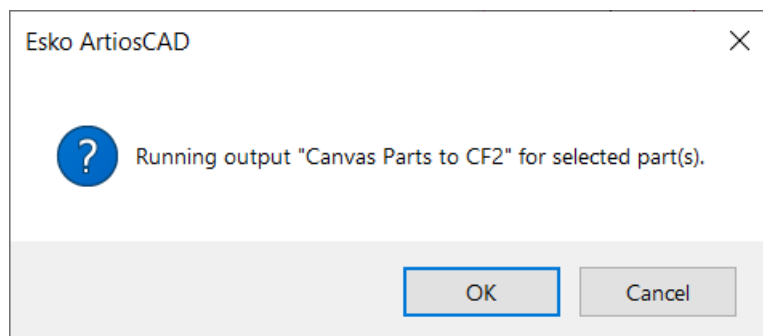 Esko ArtiosCAD
Running output "Canvas Parts to CF2" for selected part(s).
OK
Cancel